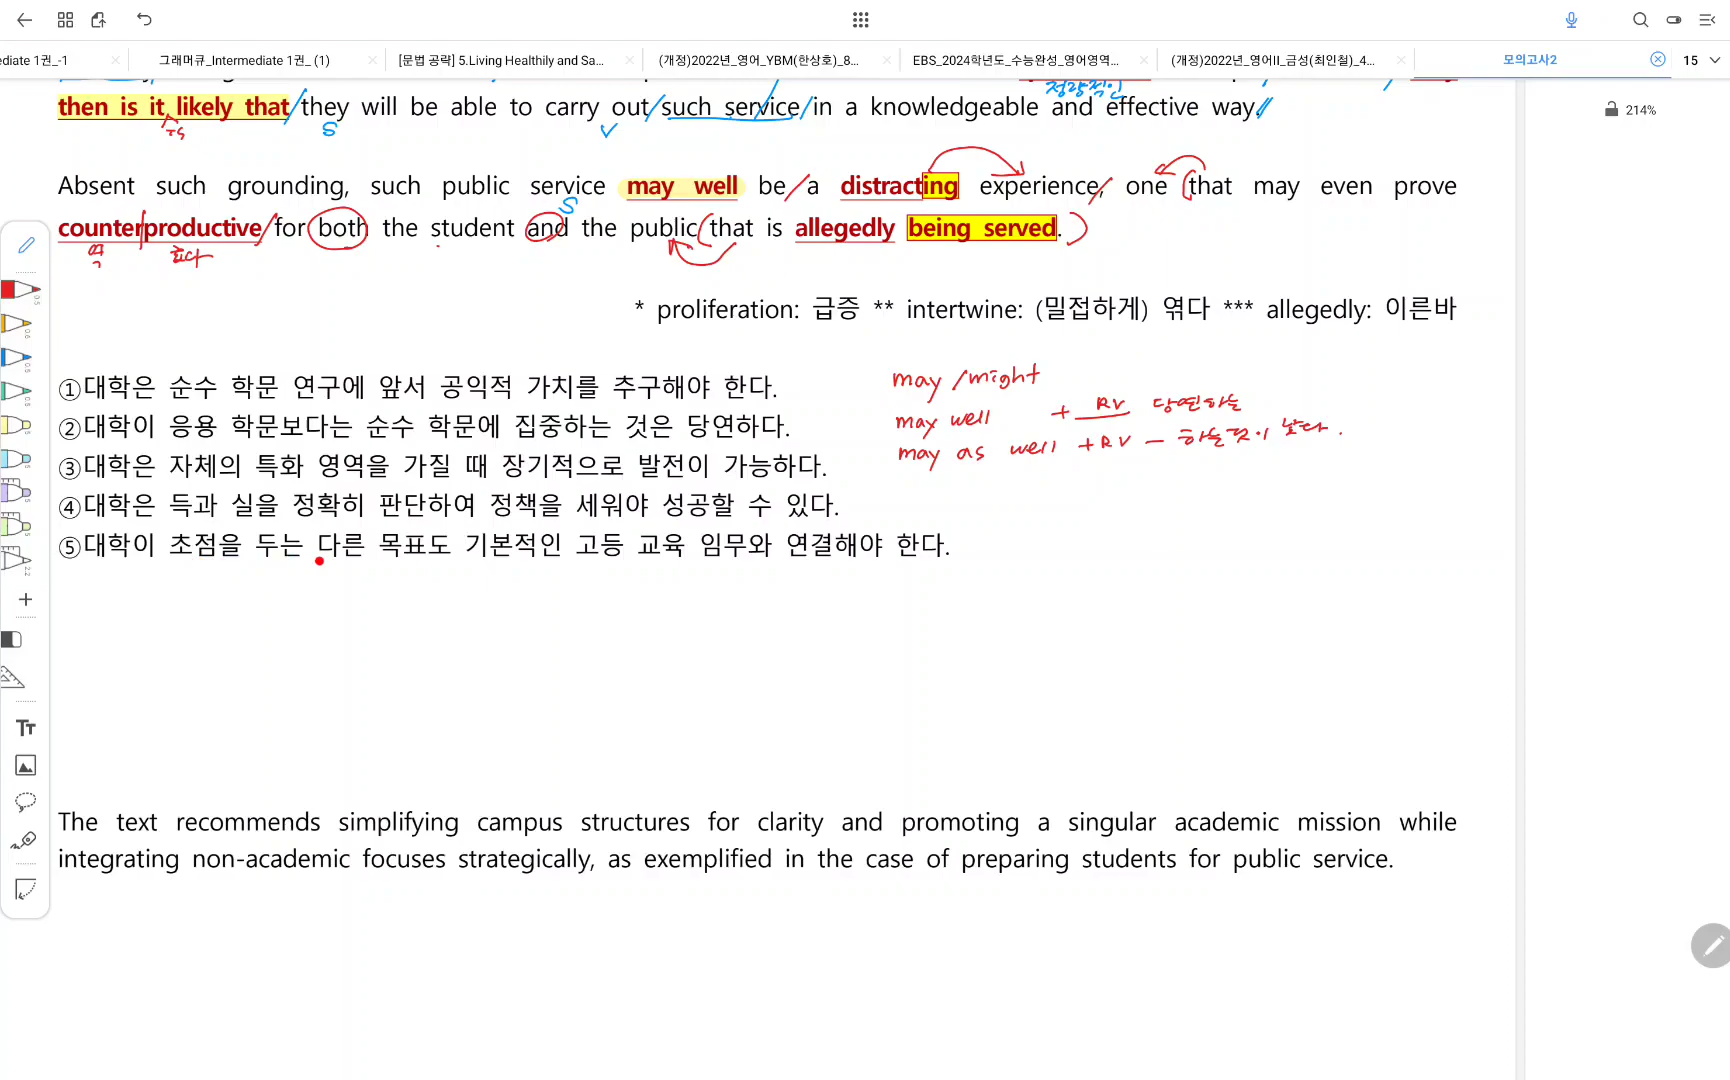 ediate 1권_-1
그래머큐_Intermediate 1권_ (1)
[문법 공략] 5.Living Healthily and Sa...
(개정)2022년_영어_YBM(한상호)_8...
EBS_2024학년도_수능완성_영어영역...
(개정)2022년_영어II_금성(최인철)_4...
모의고사2
15
214%
정량적인
then is it likely that they will be able to carry out such service in a knowledgeable and effective way.
S
V
Absent such grounding, such public service may well be a distracting experience, one that may even prove
S
counterproductive for both the student and the public that is allegedly being served.
* proliferation: 급증 ** intertwine: (밀접하게) 엮다 *** allegedly: 이른바
①대학은 순수 학문 연구에 앞서 공익적 가치를 추구해야 한다.
②대학이 응용 학문보다는 순수 학문에 집중하는 것은 당연하다.
③대학은 자체의 특화 영역을 가질 때 장기적으로 발전이 가능하다.
④대학은 득과 실을 정확히 판단하여 정책을 세워야 성공할 수 있다.
⑤대학이 초점을 두는 다른 목표도 기본적인 고등 교육 임무와 연결해야 한다.
may / might
may well + RV 당연하는
may as well + RV – 하는것이 낫다.
The text recommends simplifying campus structures for clarity and promoting a singular academic mission while
integrating non-academic focuses strategically, as exemplified in the case of preparing students for public service.